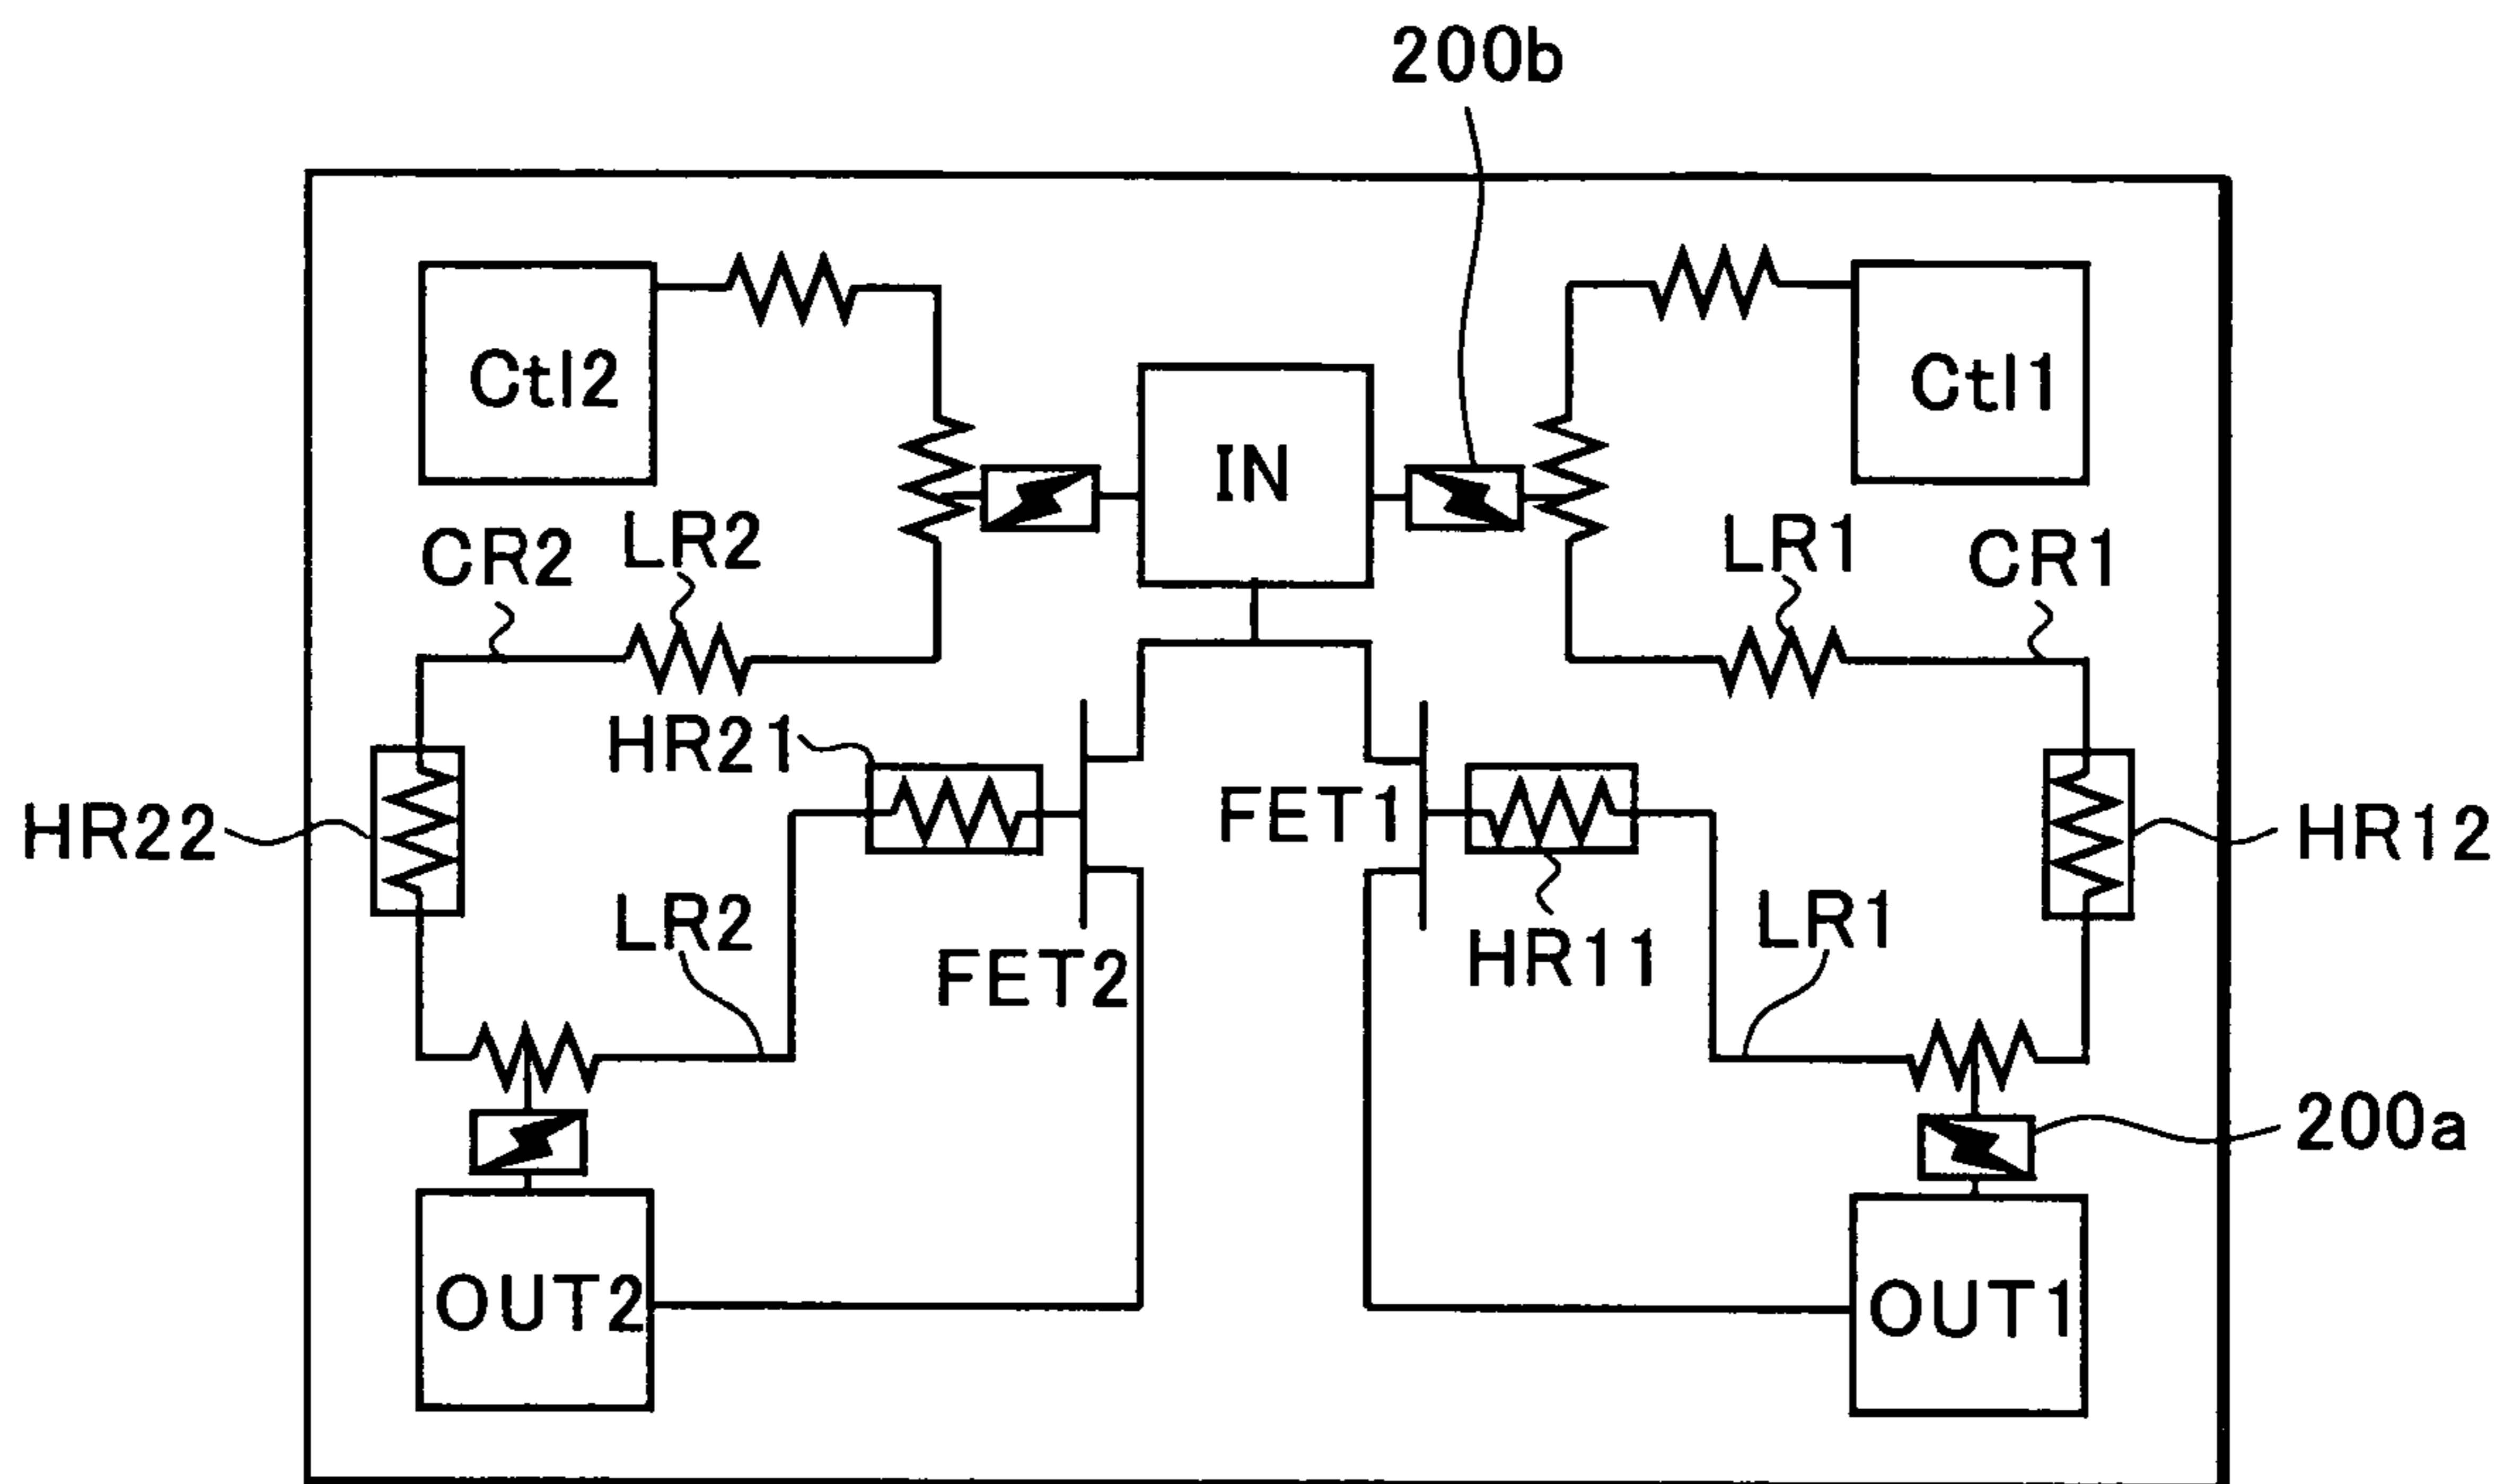 200b
Ctl2
Ctl1
IN
CR2
LR2
LR1
CR1
HR21
HR22
FET1
HR12
LR2
LR1
FET2
HR11
200a
OUT2
OUT1